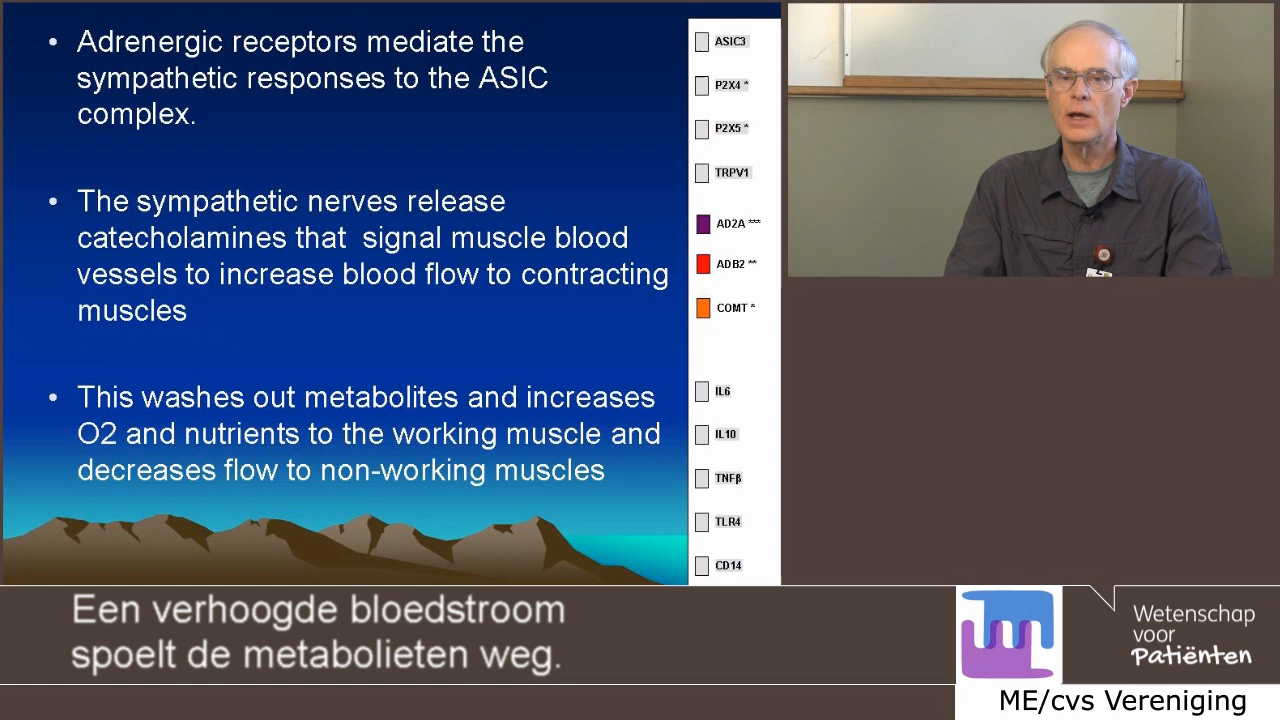 • Adrenergic receptors mediate the
sympathetic responses to the ASIC
complex.
• The sympathetic nerves release
catecholamines that signal muscle blood
vessels to increase blood flow to contracting
muscles
• This washes out metabolites and increases
O2 and nutrients to the working muscle and
decreases flow to non-working muscles
ASIC3
P2X4 *
P2X5 *
TRPV1
AD2A ***
ADB2 **
COMT *
IL6
IL10
TNFβ
TLR4
CD14
Een verhoogde bloedstroom
spoelt de metabolieten weg.
Wetenschap
voor
Patiënten
ME/cvs Vereniging